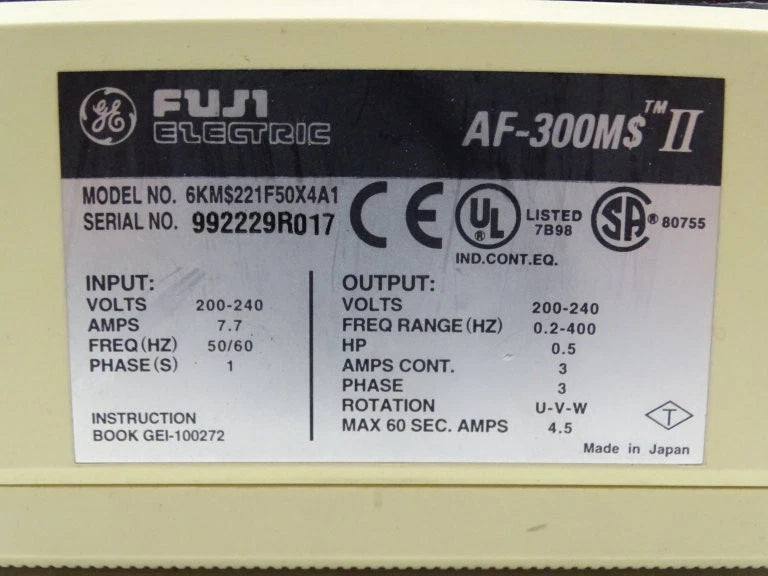 GE FUJI
ELECTRIC
AF-300M$™ II
MODEL NO. 6KM$221F50X4A1
SERIAL NO. 992229R017
CE
UL® LISTED
7B98
IND.CONT.EQ.
SA® 80755
INPUT:
VOLTS 200-240
AMPS 7.7
FREQ(HZ) 50/60
PHASE(S) 1
INSTRUCTION
BOOK GEI-100272
OUTPUT:
VOLTS 200-240
FREQ RANGE(HZ) 0.2-400
HP 0.5
AMPS CONT. 3
PHASE 3
ROTATION U-V-W
MAX 60 SEC. AMPS 4.5
T
Made in Japan